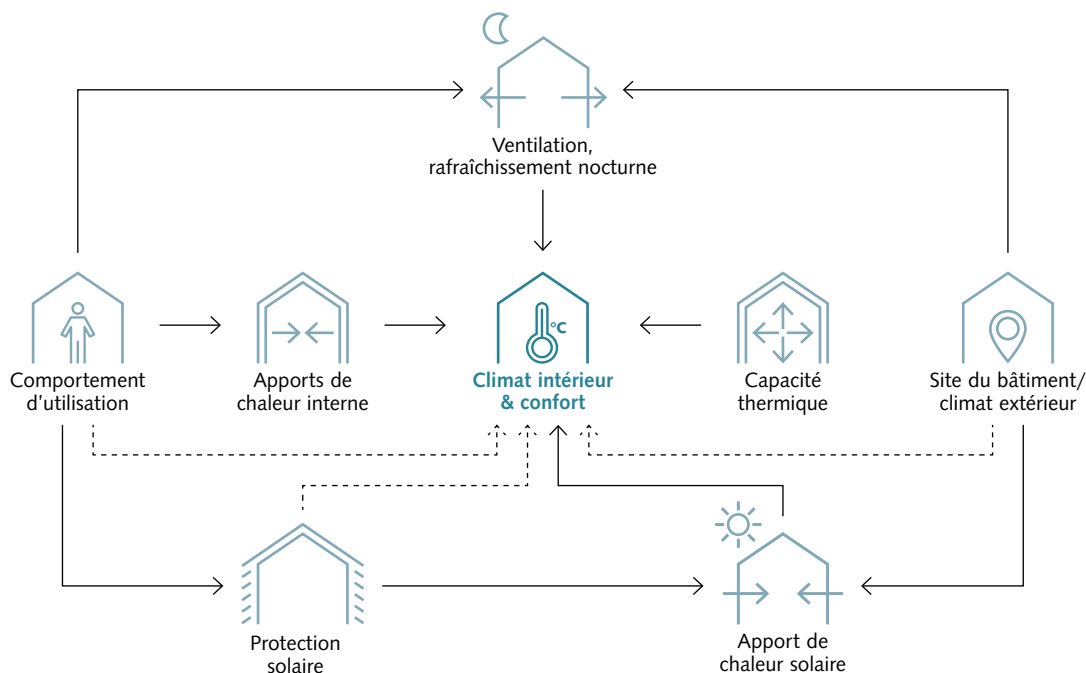 Ventilation,
rafraîchissement nocturne
°C
Comportement
d'utilisation
Apports de
chaleur interne
Climat intérieur
& confort
Capacité
thermique
Site du bâtiment/
climat extérieur
Protection
solaire
Apport de
chaleur solaire